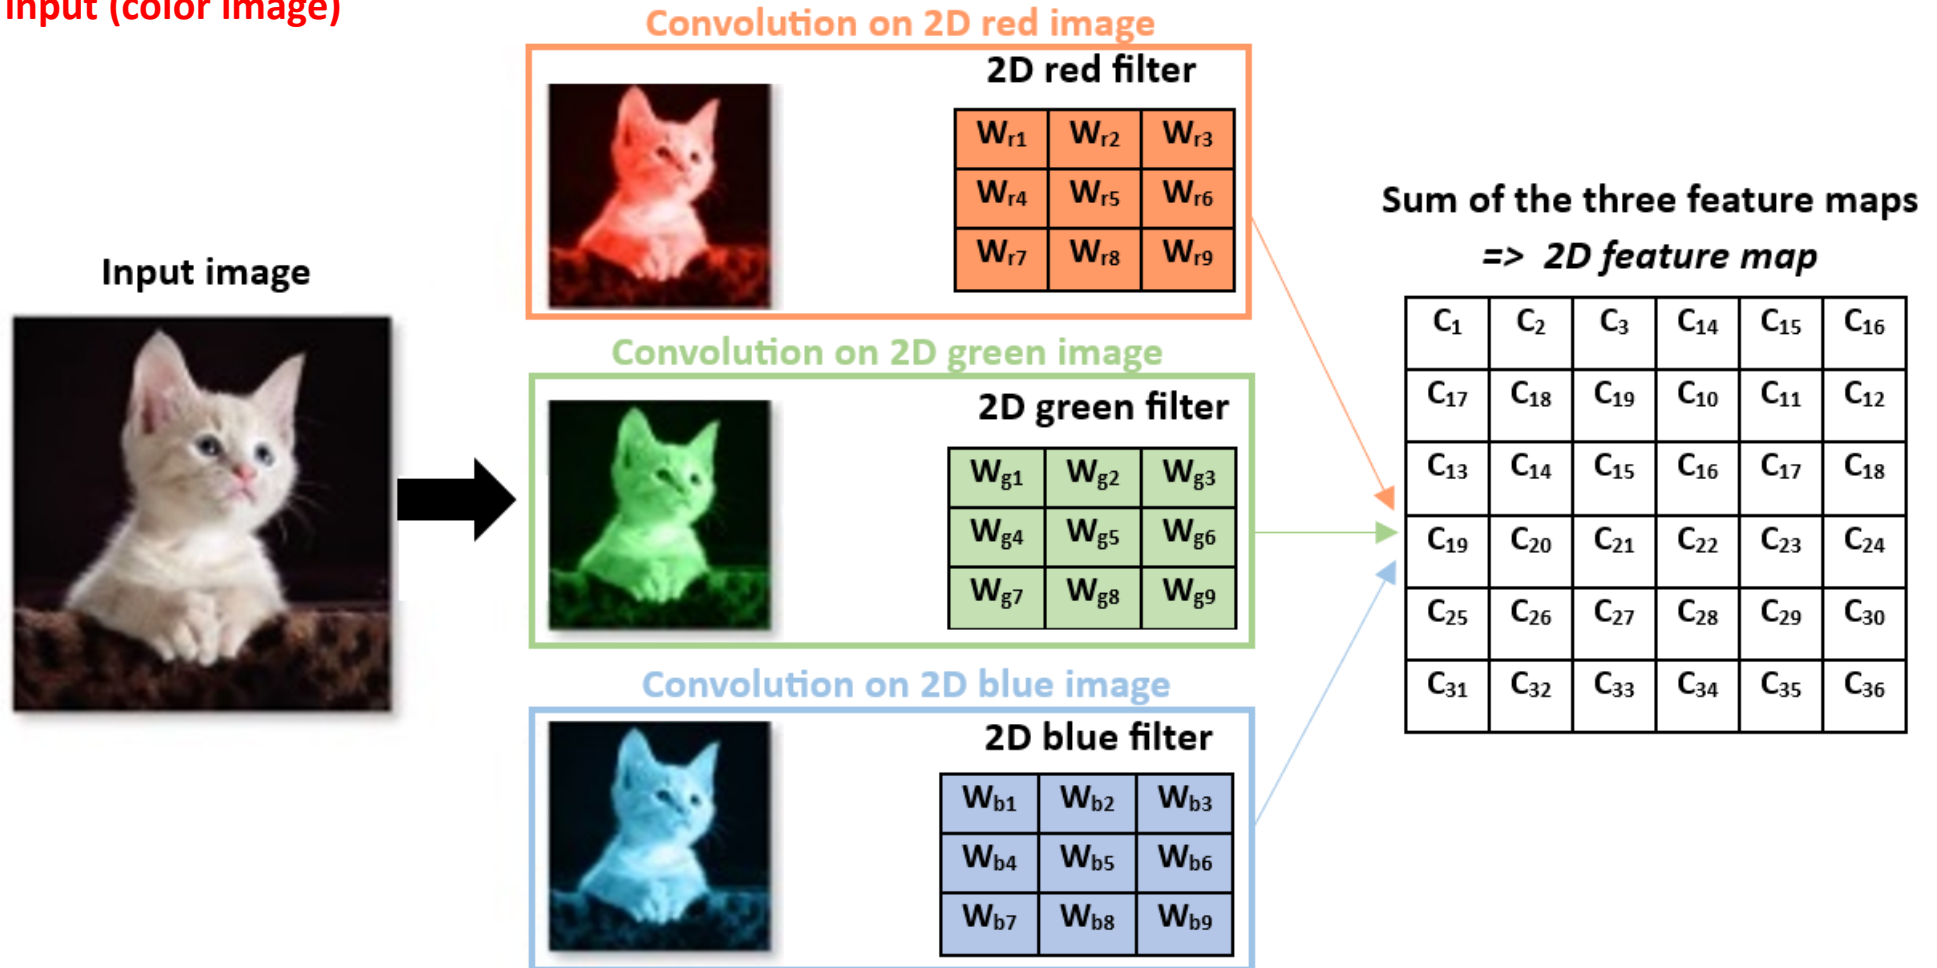 Input (color image)
Input image
Convolution on 2D red image
2D red filter
Wr1 Wr2 Wr3
Wr4 Wr5 Wr6
Wr7 Wr8 Wr9
Convolution on 2D green image
2D green filter
Wg1 Wg2 Wg3
Wg4 Wg5 Wg6
Wg7 Wg8 Wg9
Convolution on 2D blue image
2D blue filter
Wb1 Wb2 Wb3
Wb4 Wb5 Wb6
Wb7 Wb8 Wb9
Sum of the three feature maps
=> 2D feature map
C1 C2 C3 C14 C15 C16
C17 C18 C19 C10 C11 C12
C13 C14 C15 C16 C17 C18
C19 C20 C21 C22 C23 C24
C25 C26 C27 C28 C29 C30
C31 C32 C33 C34 C35 C36